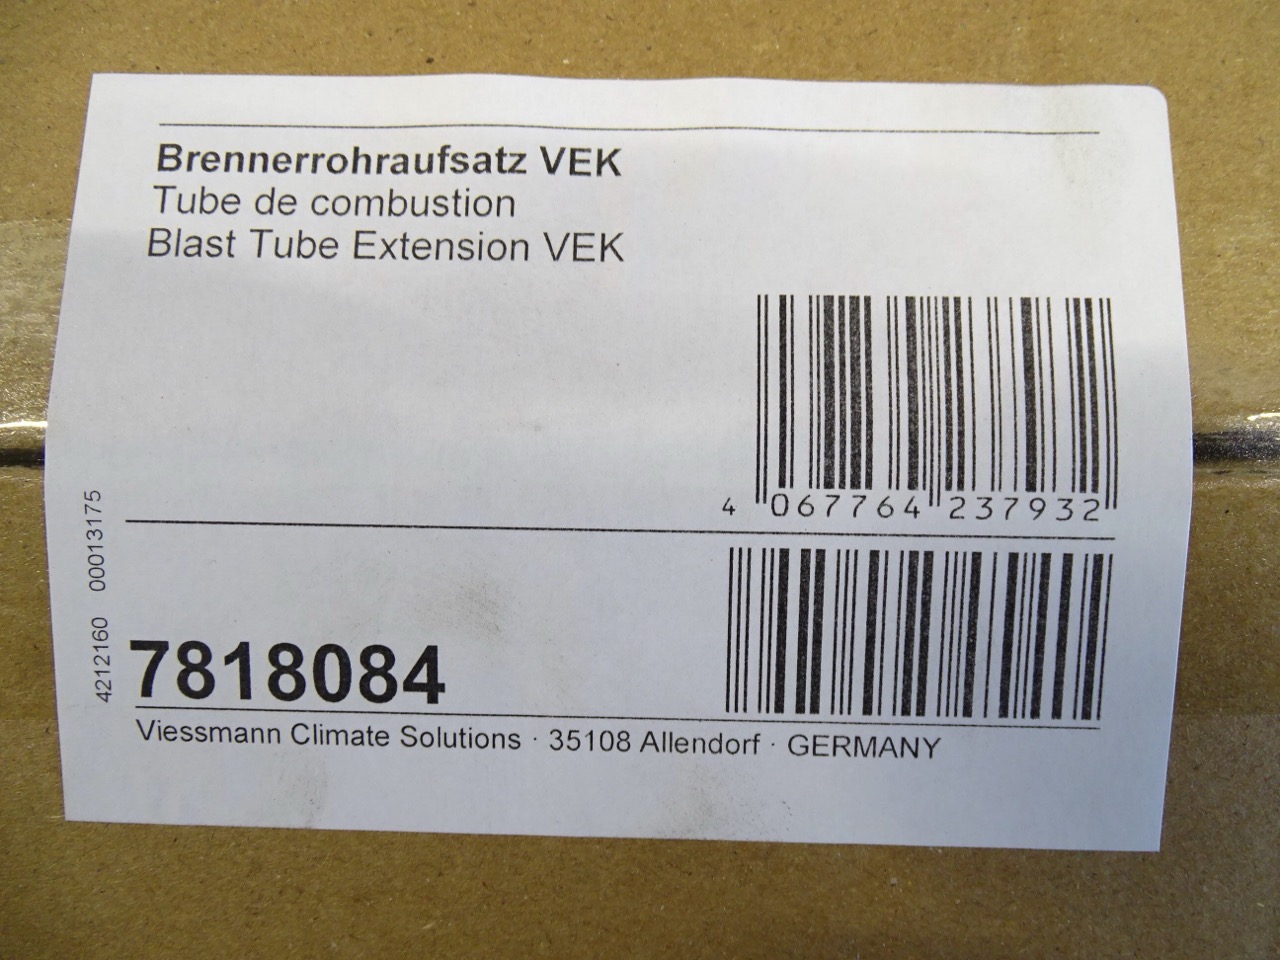 Brennerrohraufsatz VEK
Tube de combustion
Blast Tube Extension VEK
4 067764 237932
4212160 00013175
7818084
Viessmann Climate Solutions · 35108 Allendorf · GERMANY